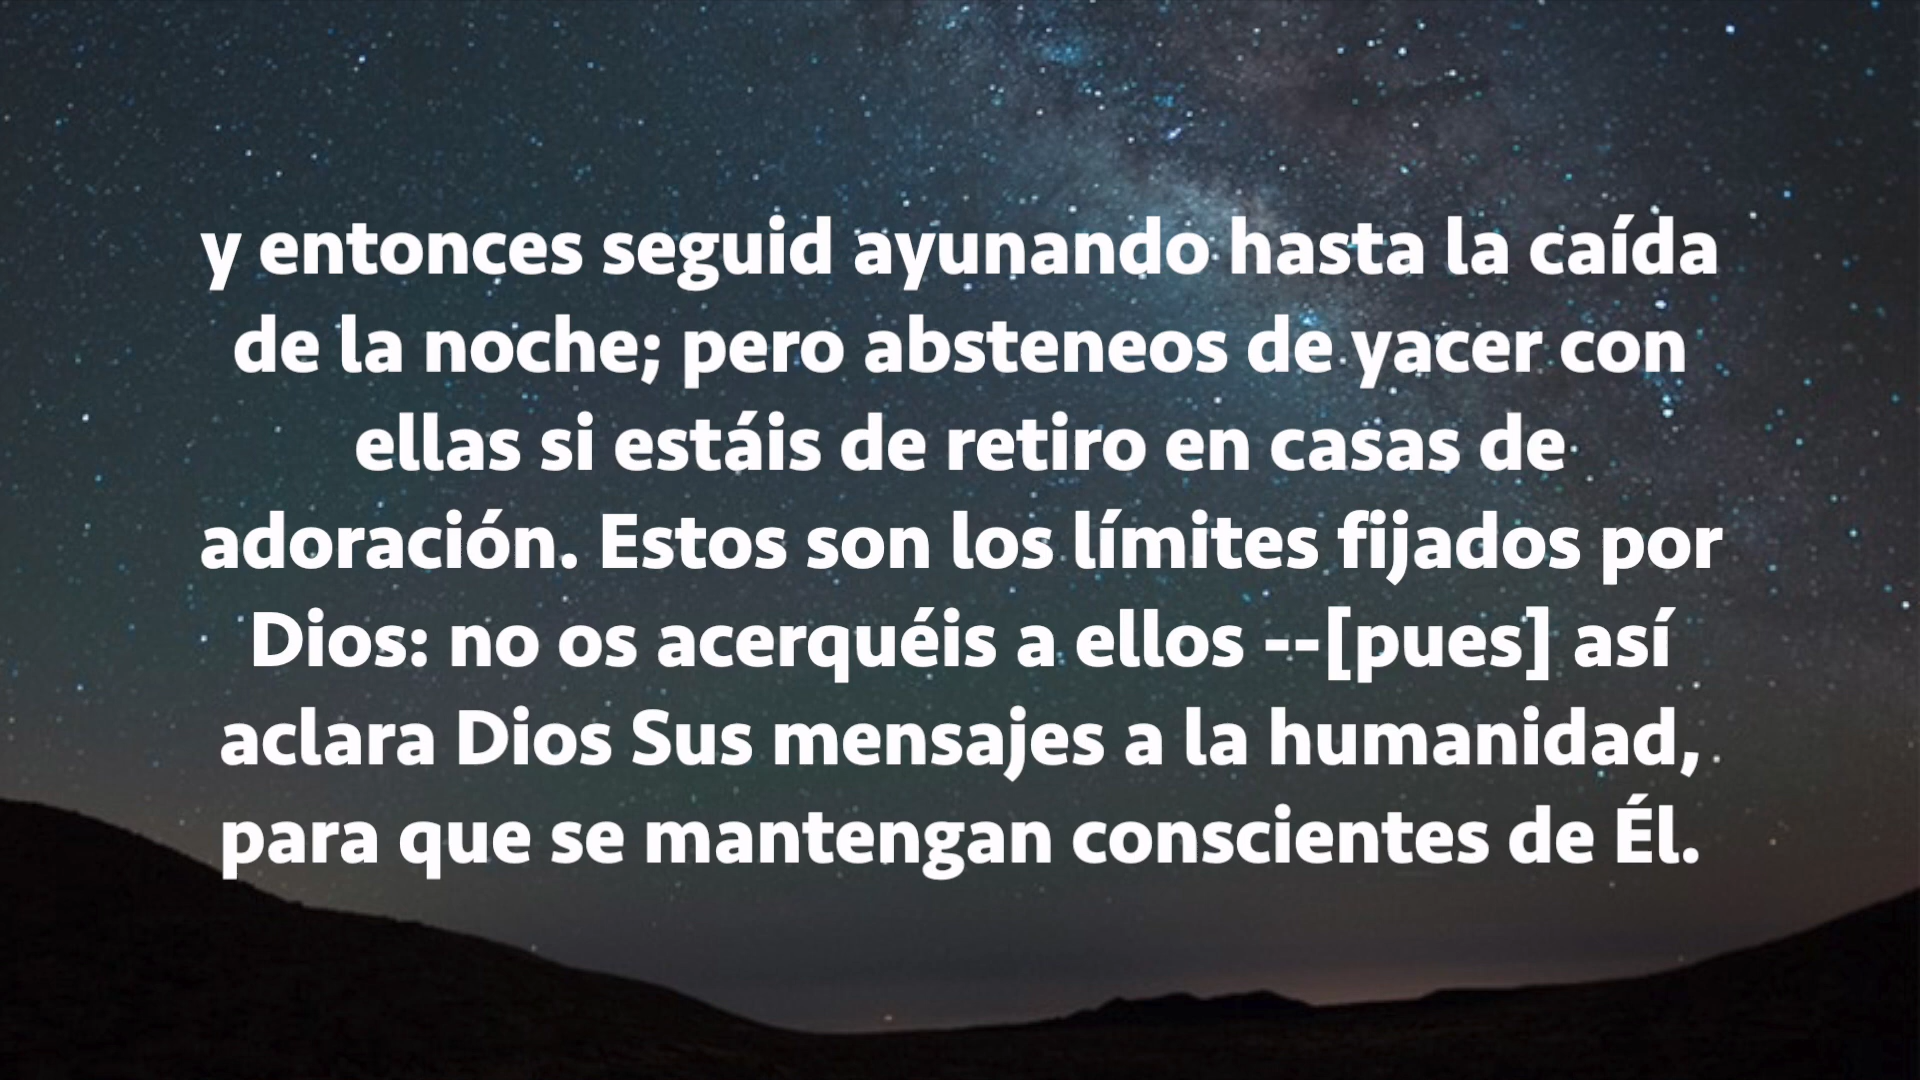 y entonces seguid ayunando hasta la caída
de la noche; pero absteneos de yacer con
ellas si estáis de retiro en casas de
adoración. Estos son los límites fijados por
Dios: no os acerquéis a ellos --[pues] así
aclara Dios Sus mensajes a la humanidad,
para que se mantengan conscientes de Él.